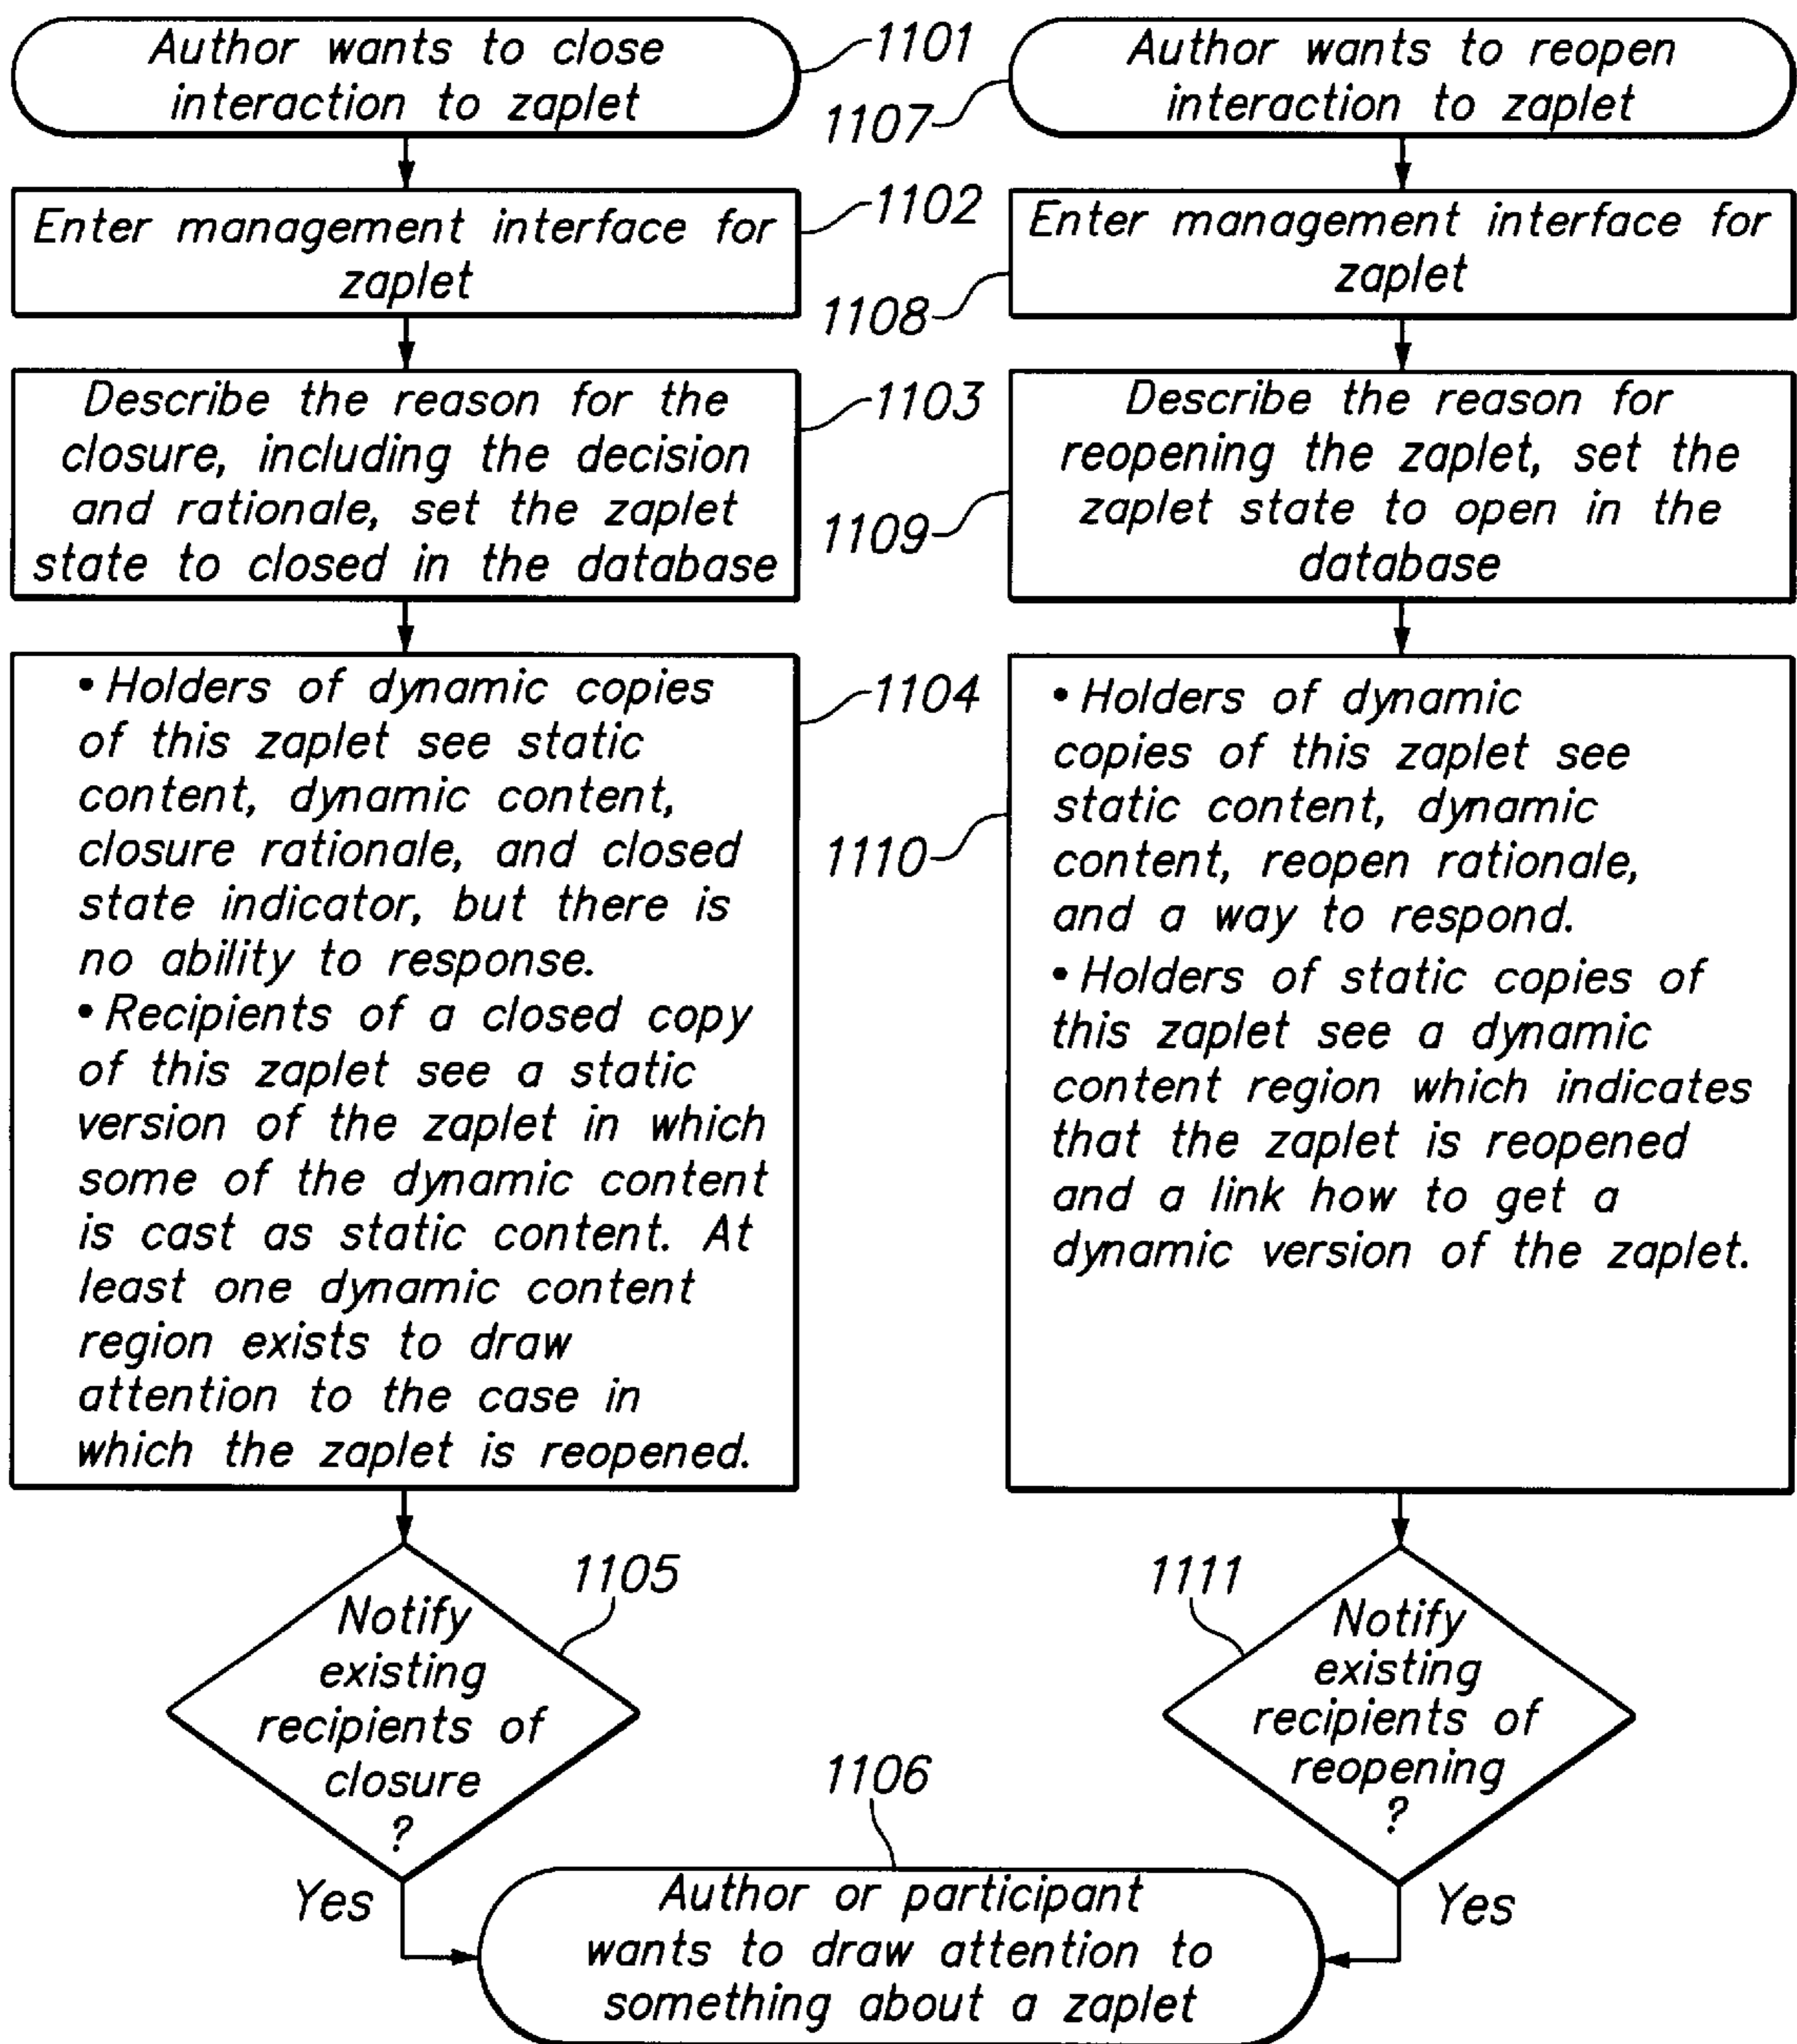 Author wants to close
interaction to zaplet
1101
Enter management interface for
zaplet
1102
Describe the reason for the
closure, including the decision
and rationale, set the zaplet
state to closed in the database
1103
• Holders of dynamic copies
of this zaplet see static
content, dynamic content,
closure rationale, and closed
state indicator, but there is
no ability to response.
• Recipients of a closed copy
of this zaplet see a static
version of the zaplet in which
some of the dynamic content
is cast as static content. At
least one dynamic content
region exists to draw
attention to the case in
which the zaplet is reopened.
1104
Notify
existing
recipients of
closure
?
1105
Yes
Author wants to reopen
interaction to zaplet
1107
Enter management interface for
zaplet
1108
Describe the reason for
reopening the zaplet, set the
zaplet state to open in the
database
1109
• Holders of dynamic
copies of this zaplet see
static content, dynamic
content, reopen rationale,
and a way to respond.
• Holders of static copies of
this zaplet see a dynamic
content region which indicates
that the zaplet is reopened
and a link how to get a
dynamic version of the zaplet.
1110
Notify
existing
recipients of
reopening
?
1111
Yes
1106
Author or participant
wants to draw attention to
something about a zaplet